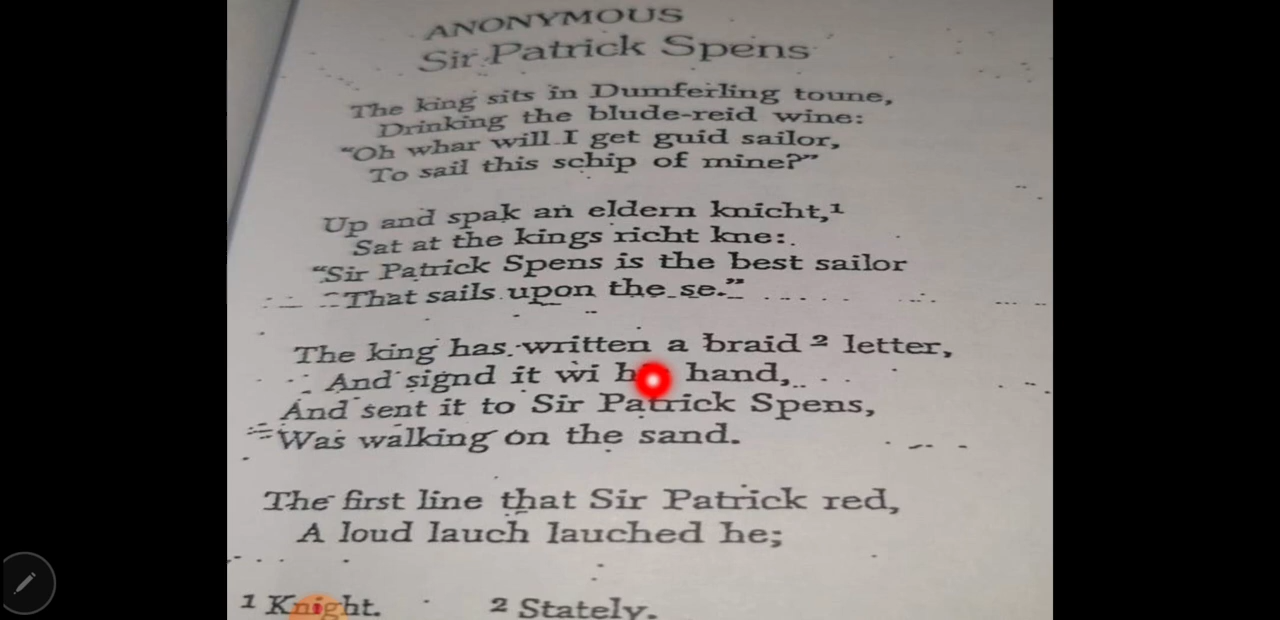 ANONYMOUS
Sir Patrick Spens
The king sits in Dumferling toune,
Drinking the blude-reid wine:
"Oh whar will I get guid sailor,
To sail this schip of mine?"
Up and spak an eldern knicht,1
Sat at the kings richt kne:
"Sir Patrick Spens is the best sailor
That sails upon the se."
The king has written a braid 2 letter,
And signd it wi hand,
And sent it to Sir Patrick Spens,
Was walking on the sand.
The first line that Sir Patrick red,
A loud lauch lauched he;
1 Knight. 2 Stately.